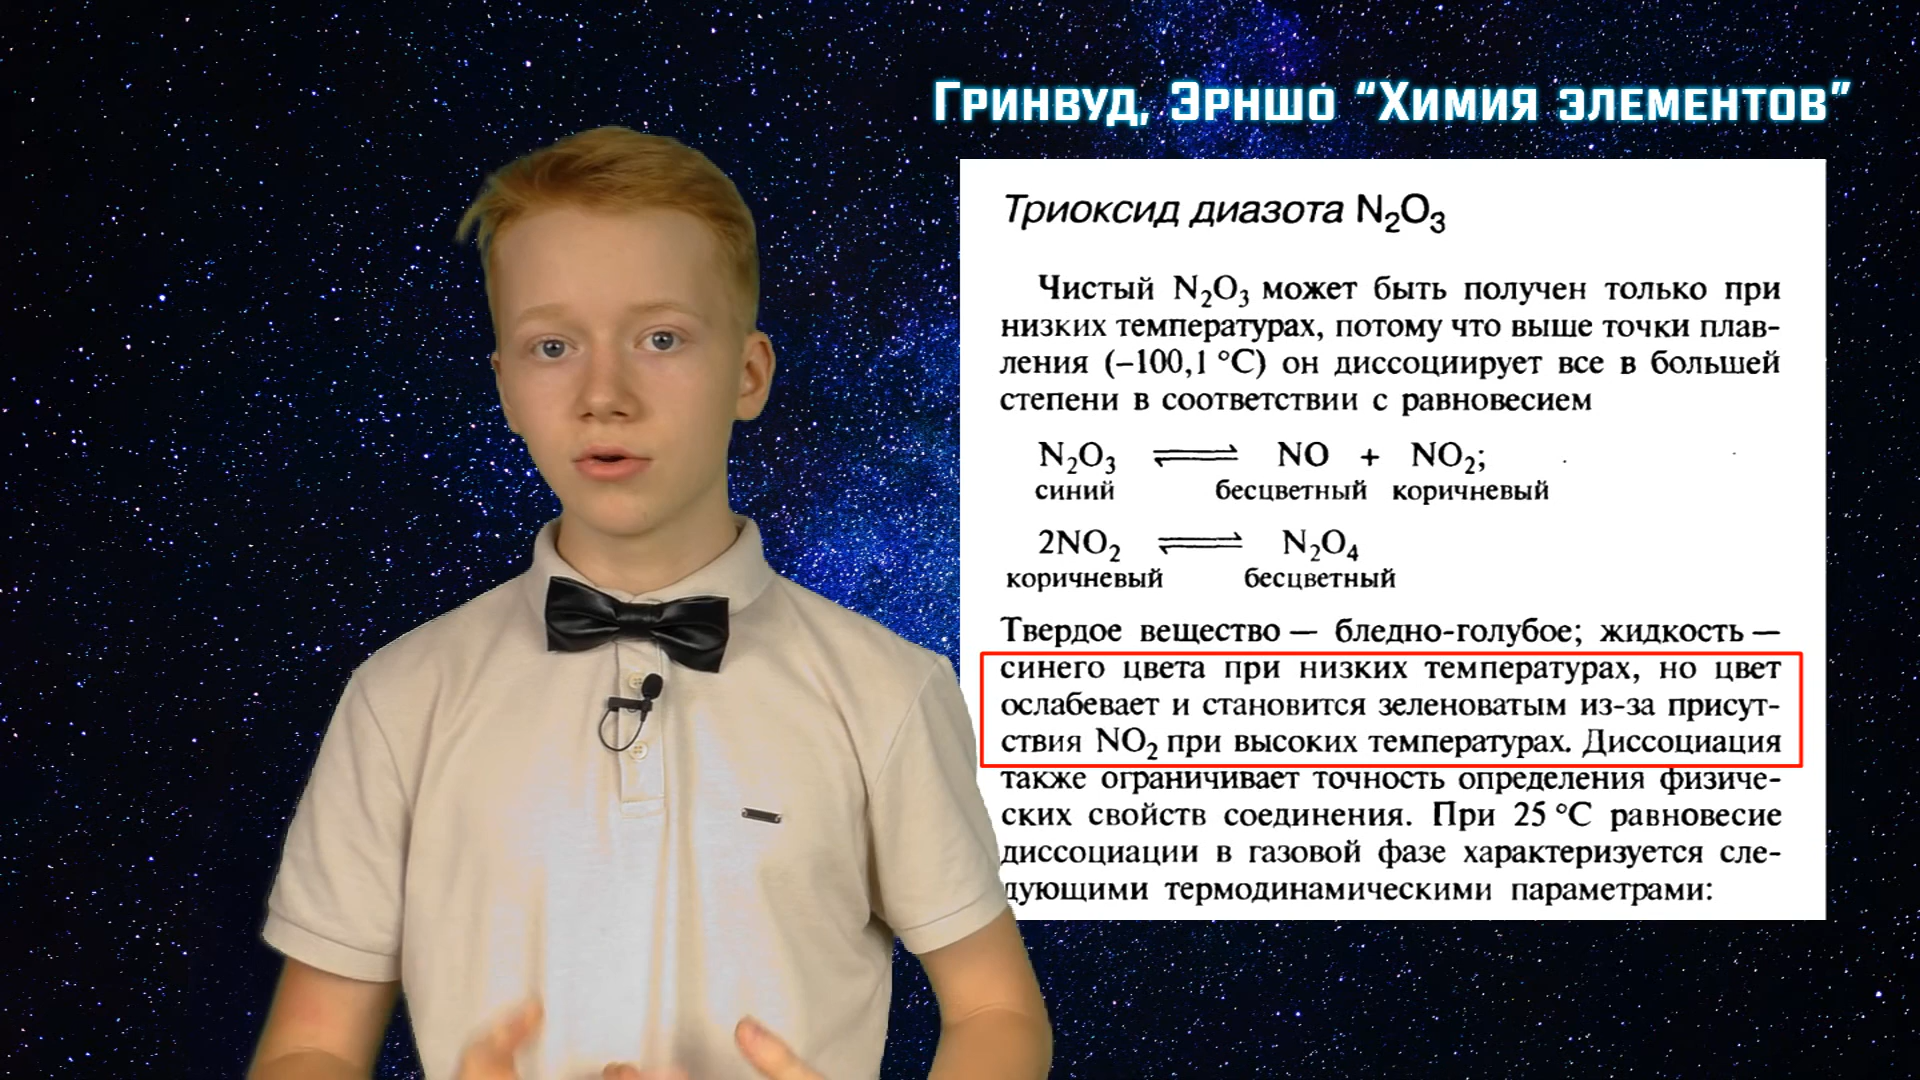 Гринвуд, Эрншо “Химия элементов”
Триоксид диазота N₂O₃
Чистый N₂O₃ может быть получен только при
низких температурах, потому что выше точки плав-
ления (–100,1 °C) он диссоциирует все в большей
степени в соответствии с равновесием
N₂O₃ ⇌ NO + NO₂;
синий бесцветный коричневый
2NO₂ ⇌ N₂O₄
коричневый бесцветный
Твердое вещество — бледно-голубое; жидкость —
синего цвета при низких температурах, но цвет
ослабевает и становится зеленоватым из-за присут-
ствия NO₂ при высоких температурах. Диссоциация
также ограничивает точность определения физиче-
ских свойств соединения. При 25 °C равновесие
диссоциации в газовой фазе характеризуется сле-
дующими термодинамическими параметрами: